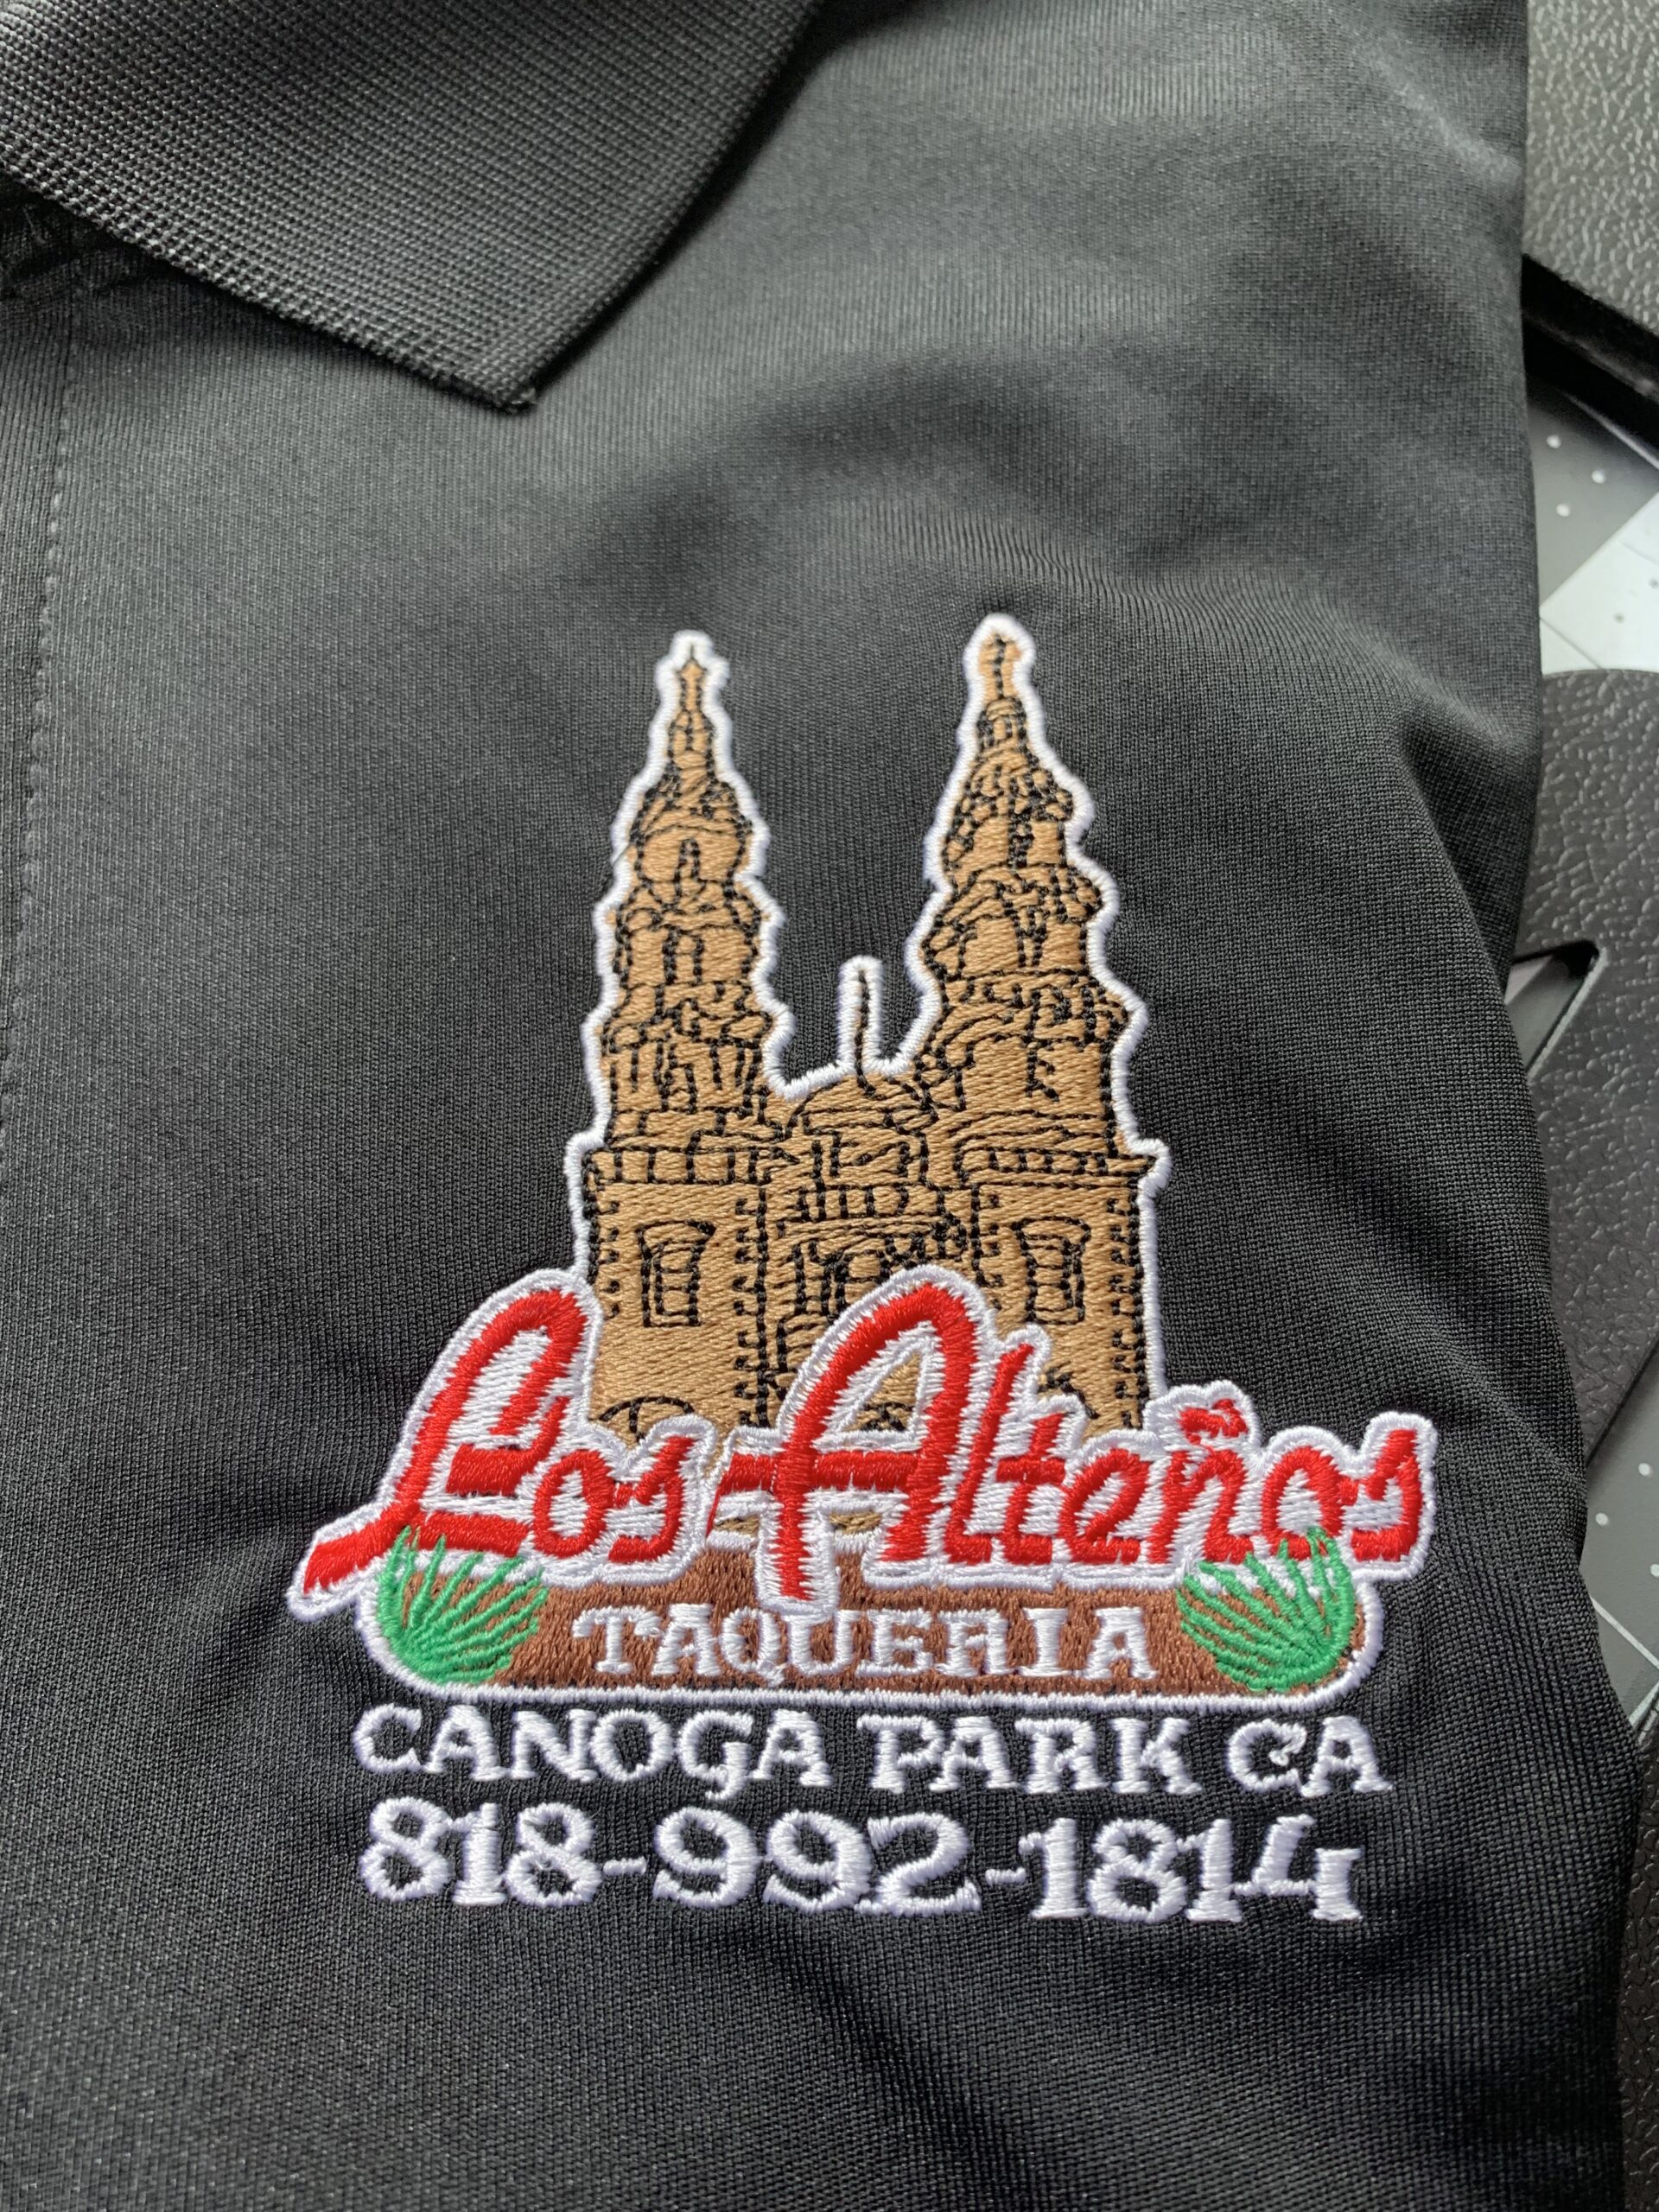 Los Alteños
TAQUERIA
CANOGA PARK CA
818-992-1814